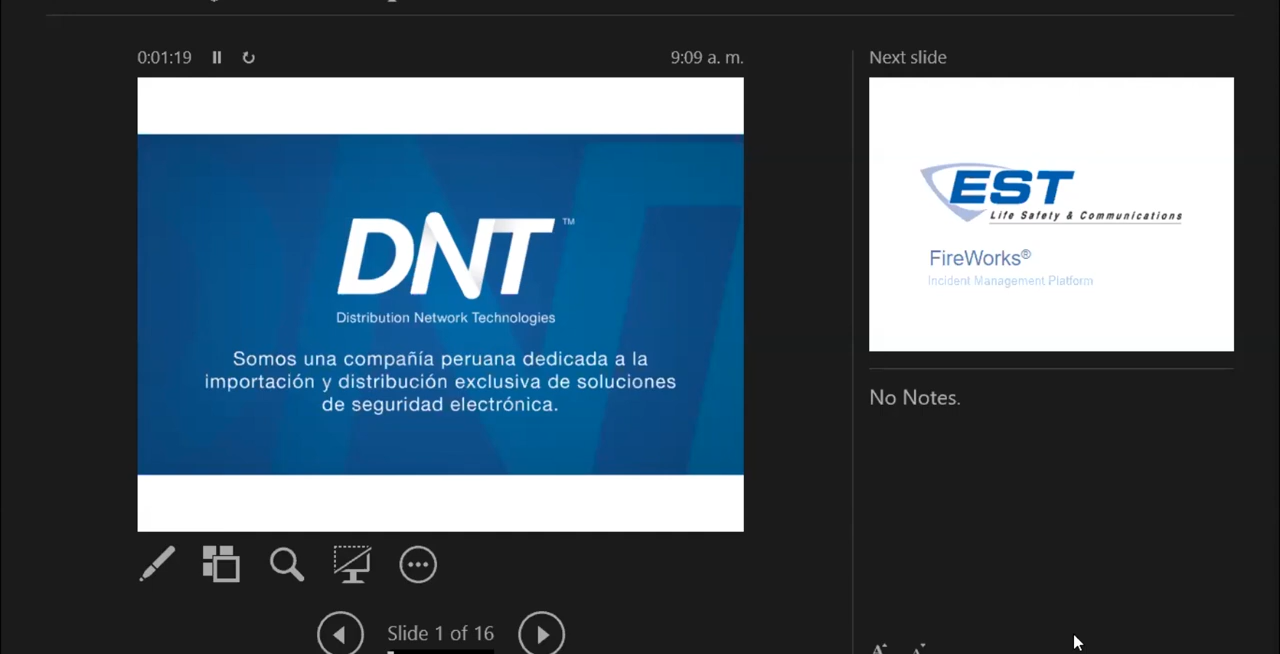 0:01:19
9:09 a. m.
DNT™
Distribution Network Technologies
Somos una compañía peruana dedicada a la
importación y distribución exclusiva de soluciones
de seguridad electrónica.
Slide 1 of 16
Next slide
EST
Life Safety & Communications
FireWorks®
Incident Management Platform
No Notes.